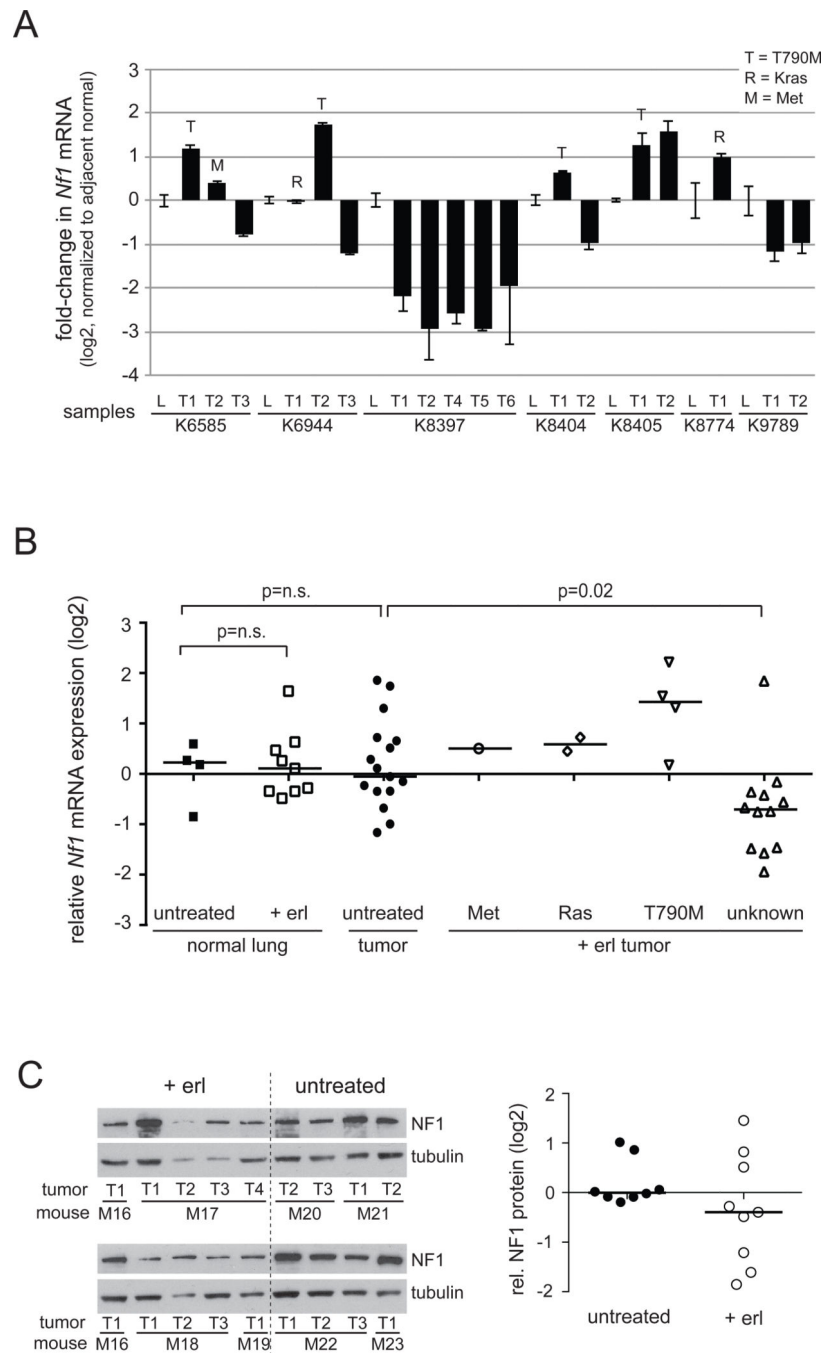 A
T = T790M
R = Kras
M = Met
fold-change in Nf1 mRNA
(log2, normalized to adjacent normal)
3
2
1
0
-1
-2
-3
-4
T
M
R
T
T
T
R
samples
L T1 T2 T3 L T1 T2 T3 L T1 T2 T4 T5 T6 L T1 T2 L T1 T2 L T1 L T1 T2
K6585 K6944 K8397 K8404 K8405 K8774 K9789
B
p=n.s.
p=0.02
p=n.s.
relative Nf1 mRNA expression (log2)
3
2
1
0
-1
-2
-3
untreated + erl untreated Met Ras T790M unknown
normal lung tumor + erl tumor
C
+ erl untreated
NF1
tubulin
tumor T1 T1 T2 T3 T4 T2 T3 T1 T2
mouse M16 M17 M20 M21
NF1
tubulin
tumor T1 T1 T2 T3 T1 T1 T2 T3 T1
mouse M16 M18 M19 M22 M23
rel. NF1 protein (log2)
2
1
0
-1
-2
untreated + erl